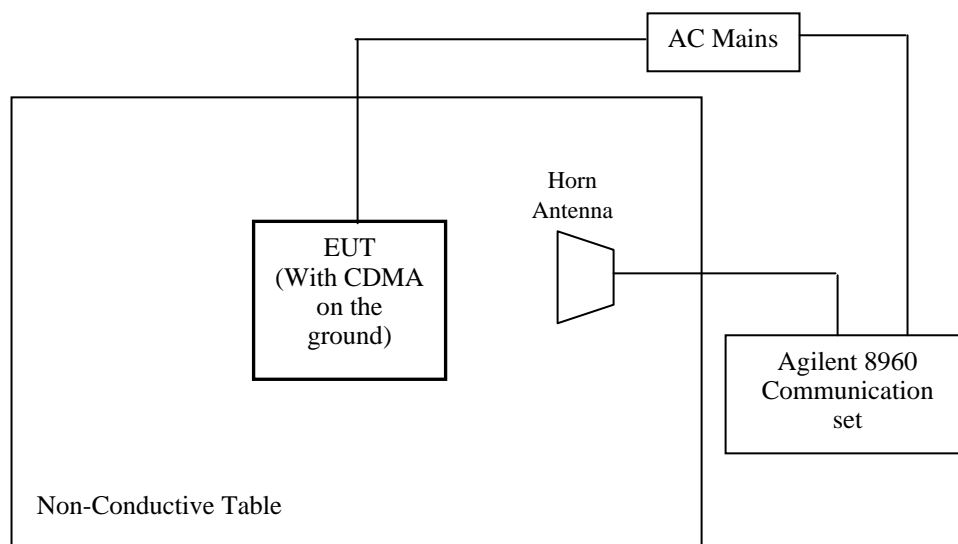 AC Mains
Horn
Antenna
EUT
(With CDMA
on the
ground)
Agilent 8960
Communication
set
Non-Conductive Table